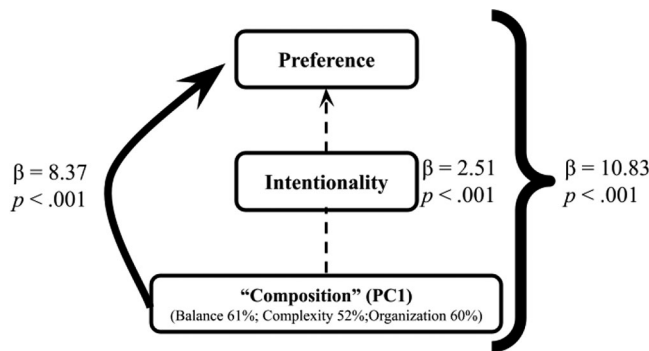 Preference
β = 8.37
p < .001
Intentionality
β = 2.51
p < .001
β = 10.83
p < .001
“Composition” (PC1)
(Balance 61%; Complexity 52%;Organization 60%)